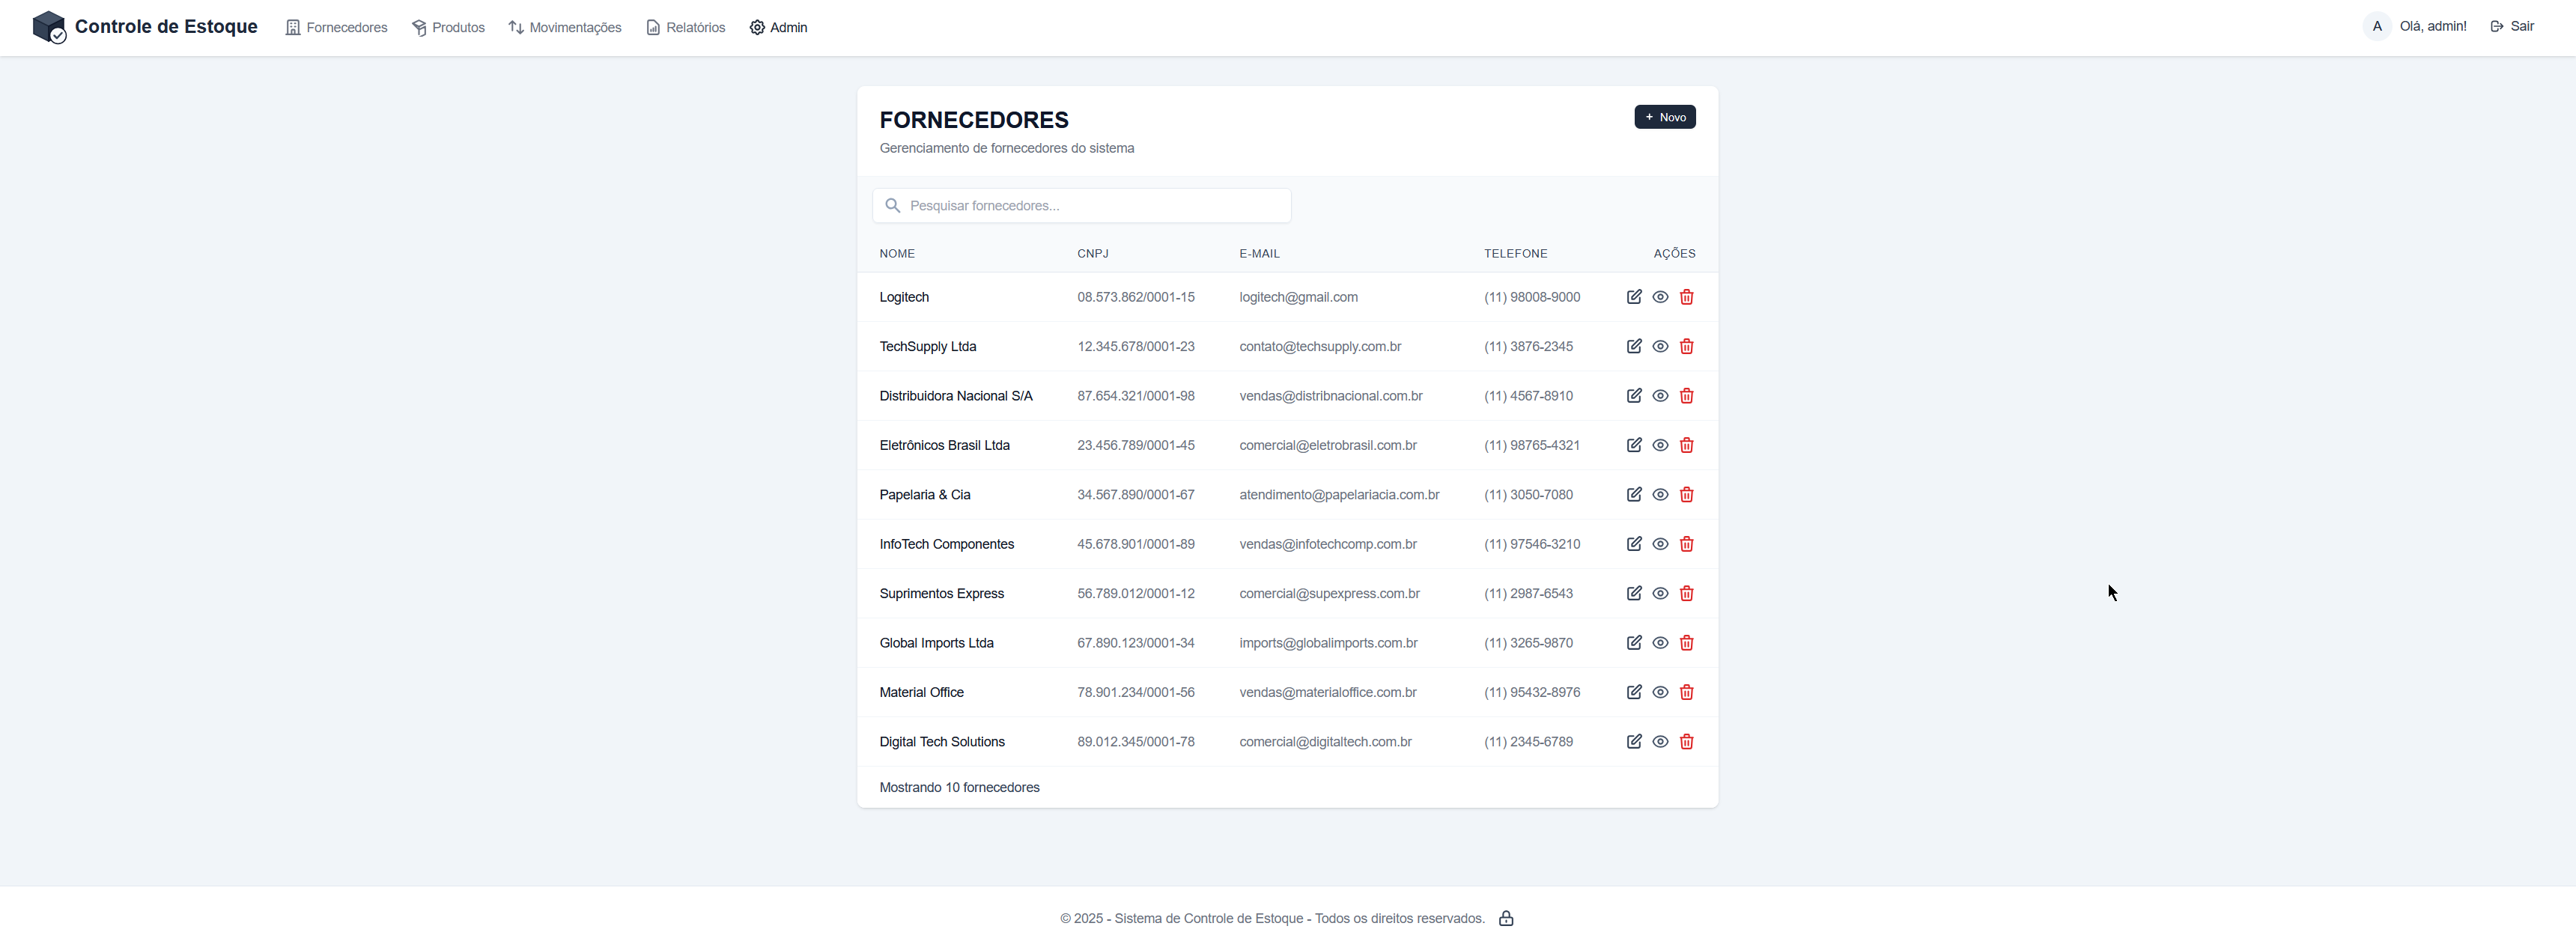 Controle de Estoque Fornecedores Produtos Movimentações Relatórios Admin A Olá, admin! Sair
FORNECEDORES
+ Novo
Gerenciamento de fornecedores do sistema
Pesquisar fornecedores...
NOME CNPJ E-MAIL TELEFONE AÇÕES
Logitech 08.573.862/0001-15 logitech@gmail.com (11) 98008-9000
TechSupply Ltda 12.345.678/0001-23 contato@techsupply.com.br (11) 3876-2345
Distribuidora Nacional S/A 87.654.321/0001-98 vendas@distribnacional.com.br (11) 4567-8910
Eletrônicos Brasil Ltda 23.456.789/0001-45 comercial@eletrobrasil.com.br (11) 98765-4321
Papelaria & Cia 34.567.890/0001-67 atendimento@papelariacia.com.br (11) 3050-7080
InfoTech Componentes 45.678.901/0001-89 vendas@infotechcomp.com.br (11) 97546-3210
Suprimentos Express 56.789.012/0001-12 comercial@supexpress.com.br (11) 2987-6543
Global Imports Ltda 67.890.123/0001-34 imports@globalimports.com.br (11) 3265-9870
Material Office 78.901.234/0001-56 vendas@materialoffice.com.br (11) 95432-8976
Digital Tech Solutions 89.012.345/0001-78 comercial@digitaltech.com.br (11) 2345-6789
Mostrando 10 fornecedores
© 2025 - Sistema de Controle de Estoque - Todos os direitos reservados.